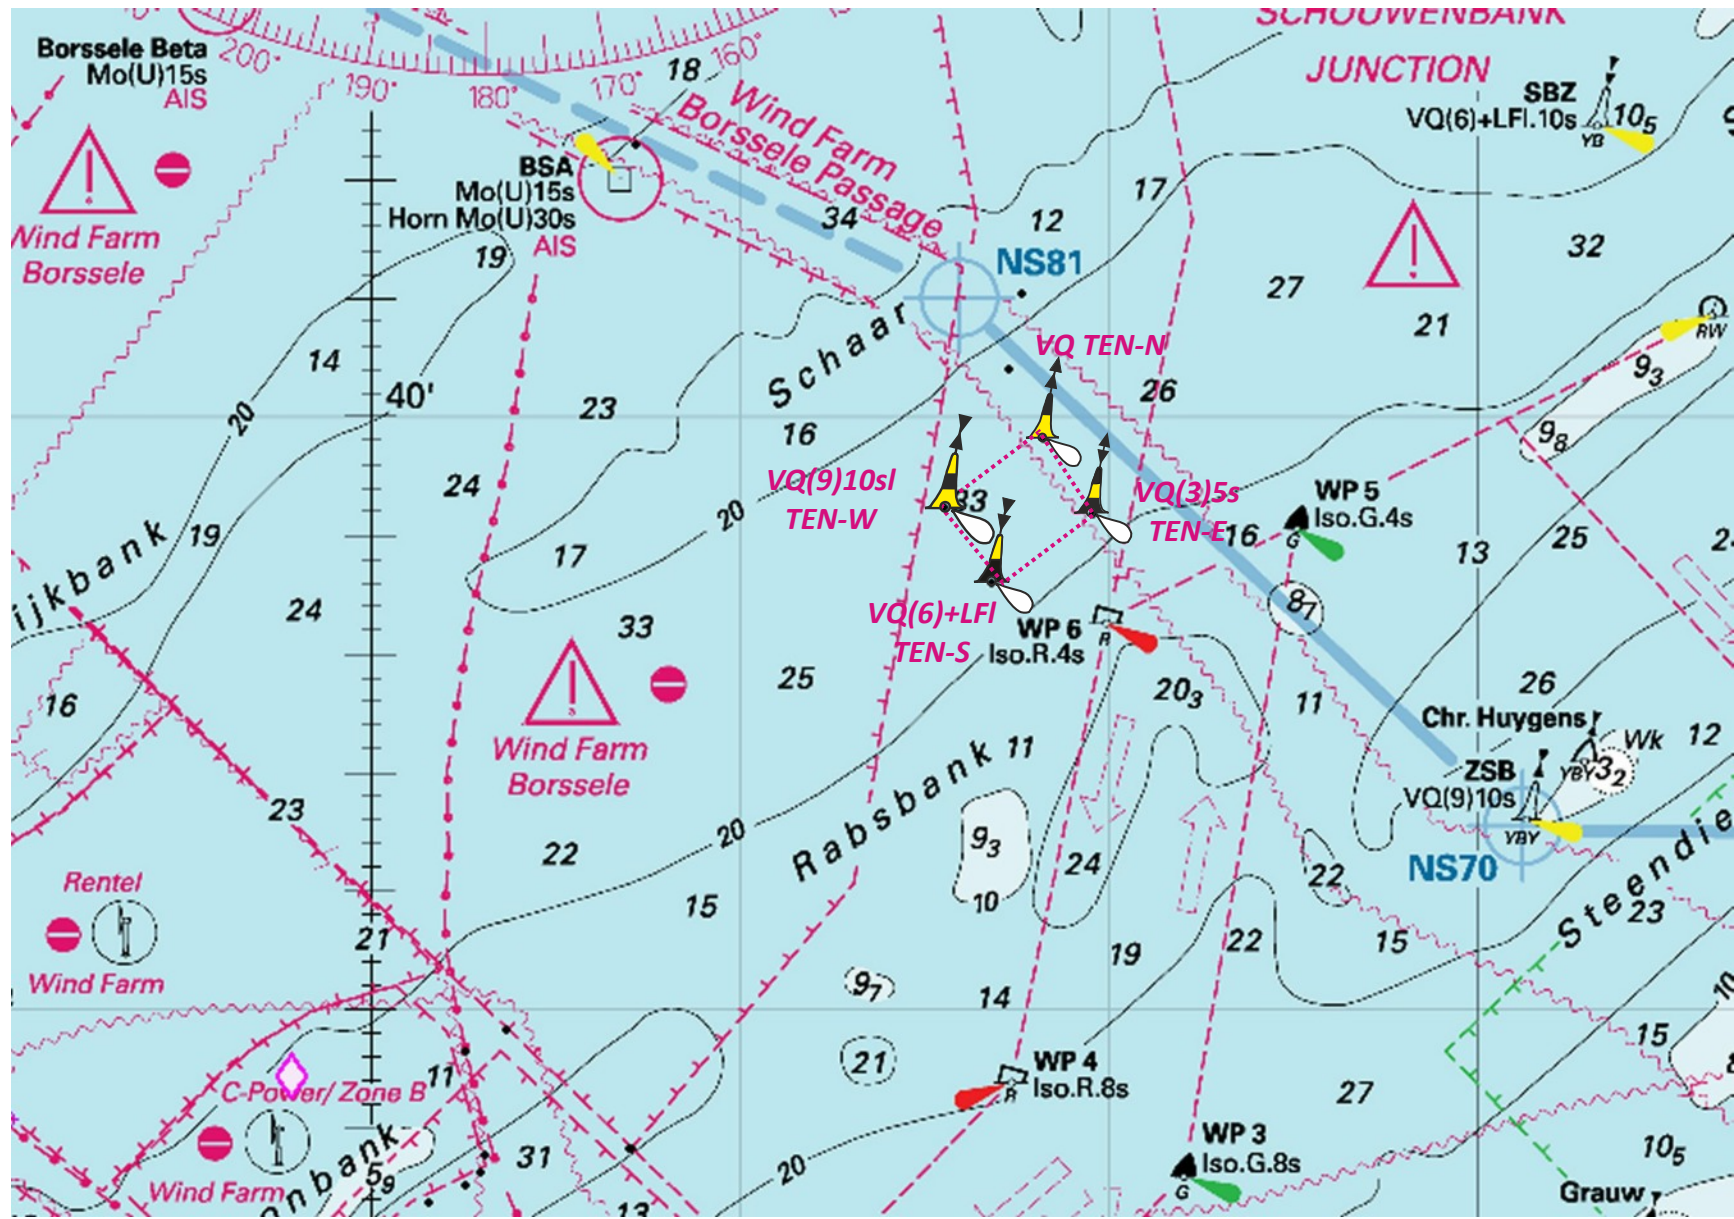 SCHOUWENBANK
JUNCTION
Borssele Beta
Mo(U)15s
AIS
200°
190°
180°
170°
160°
18
Wind Farm
Borssele Passage
SBZ
VQ(6)+LFl.10s
10₅
YB
BSA
Mo(U)15s
Horn Mo(U)30s
AIS
34
12
17
32
Wind Farm
Borssele
19
NS81
27
21
RW
14
40'
Schaar
VQ TEN-N
26
9₃
20
23
16
9₈
24
VQ(9)10sl
TEN-W
33
VQ(3)5s
TEN-E
WP 5
Iso.G.4s
G
16
20
19
17
13
25
ijkbank
24
33
VQ(6)+LFl
TEN-S
WP 6
Iso.R.4s
R
8₇
25
20₃
11
26
16
Wind Farm
Borssele
11
Chr. Huygens
Wk
12
YBY
3₂
ZSB
VQ(9)10s
YBY
23
22
20
Rabsbank
9₃
24
22
NS70
Steendie
10
23
Rentel
15
21
19
22
15
Wind Farm
9₇
14
10
15
C-Power/ Zone B
11
21
WP 4
Iso.R.8s
R
27
8
31
WP 3
Iso.G.8s
G
10₅
onbank
5₉
20
Wind Farm
13
Grauw